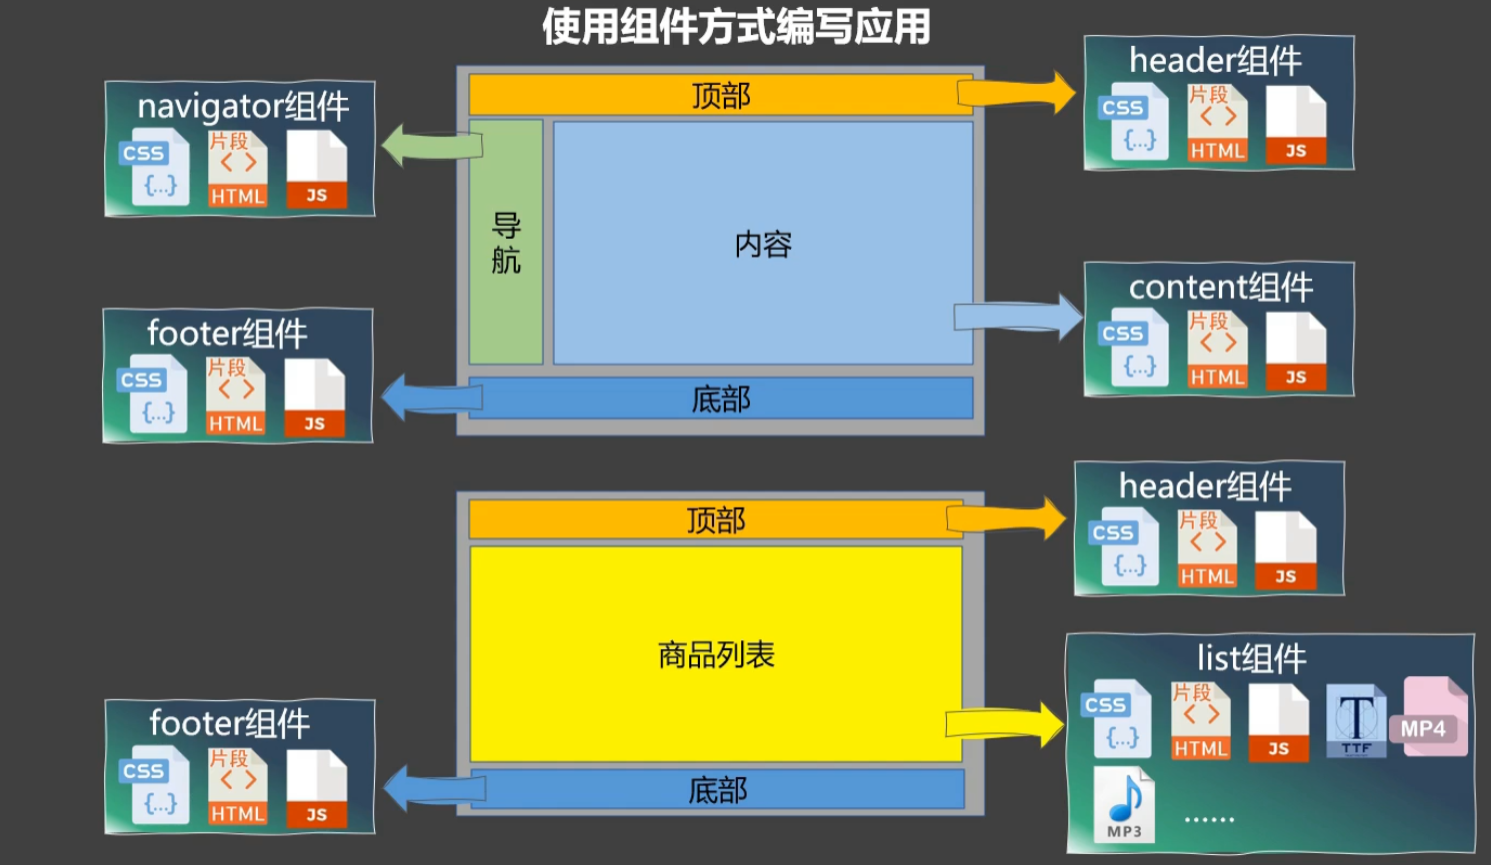 使用组件方式编写应用
navigator组件
CSS
{...}
片段
< >
HTML
JS
顶部
header组件
CSS
{...}
片段
< >
HTML
JS
导
航
内容
footer组件
CSS
{...}
片段
< >
HTML
JS
底部
content组件
CSS
{...}
片段
< >
HTML
JS
顶部
header组件
CSS
{...}
片段
< >
HTML
JS
商品列表
list组件
CSS
{...}
片段
< >
HTML
JS
T
TTF
MP4
MP3
......
footer组件
CSS
{...}
片段
< >
HTML
JS
底部